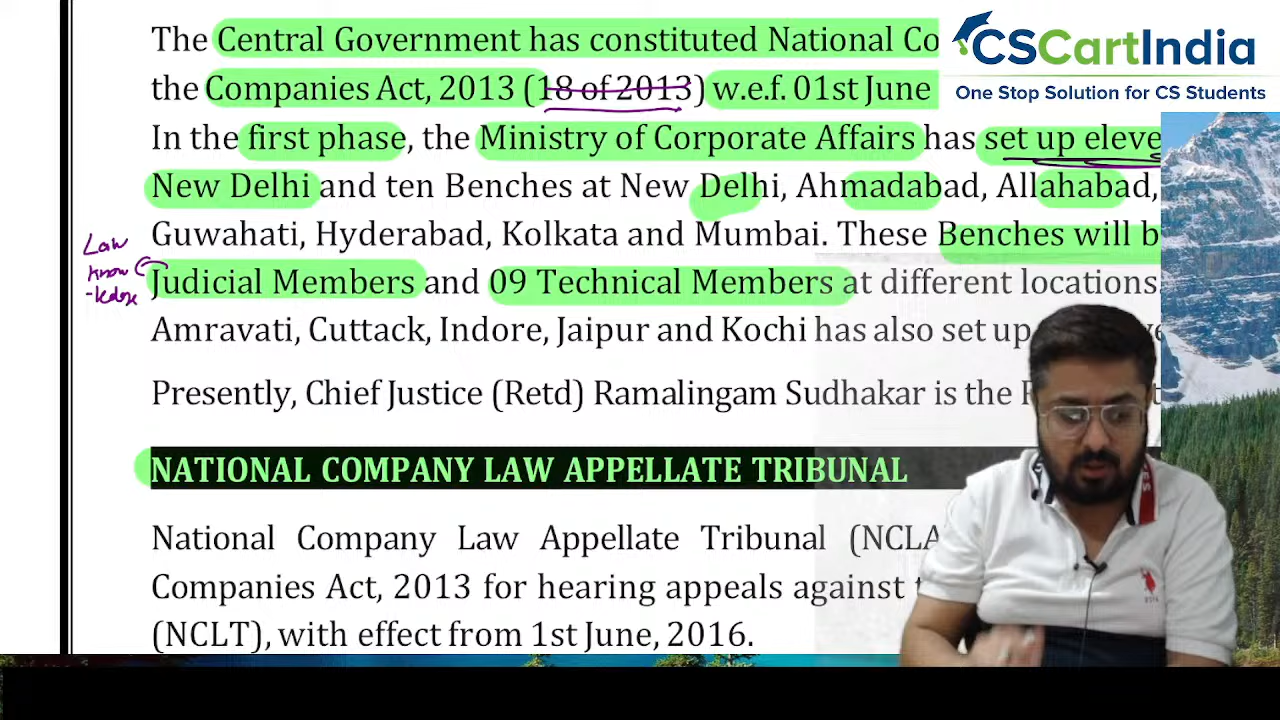 The Central Government has constituted National Co
CSCartIndia
the Companies Act, 2013 (18 of 2013) w.e.f. 01st June
One Stop Solution for CS Students
In the first phase, the Ministry of Corporate Affairs has set up eleve
New Delhi and ten Benches at New Delhi, Ahmadabad, Allahabad,
Guwahati, Hyderabad, Kolkata and Mumbai. These Benches will b
Law
know
-ledge
Judicial Members and 09 Technical Members at different locations
Amravati, Cuttack, Indore, Jaipur and Kochi has also set up
Presently, Chief Justice (Retd) Ramalingam Sudhakar is the
NATIONAL COMPANY LAW APPELLATE TRIBUNAL
National Company Law Appellate Tribunal (NCLA
Companies Act, 2013 for hearing appeals against
(NCLT), with effect from 1st June, 2016.